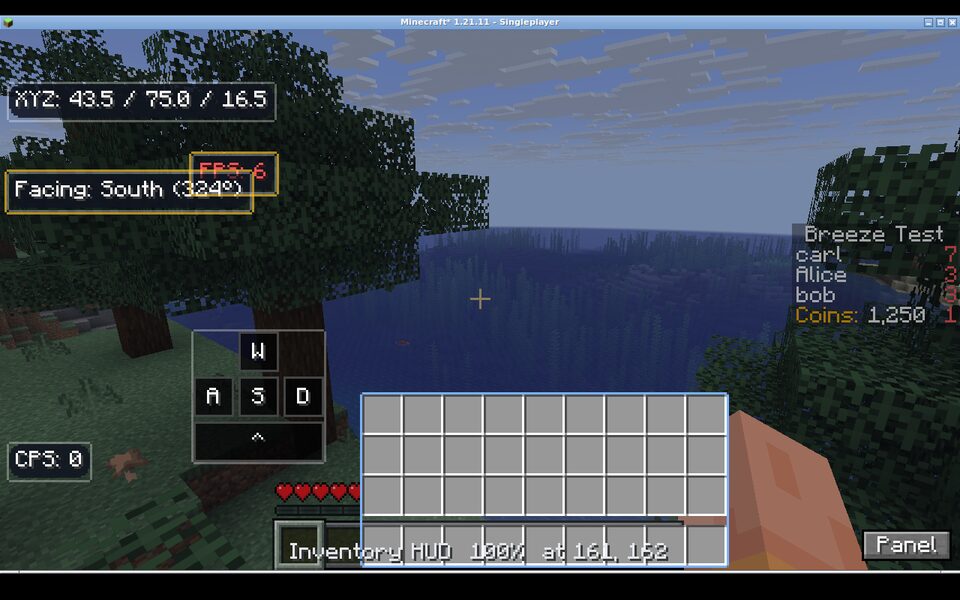 Minecraft* 1.21.11 - Singleplayer
XYZ: 43.5 / 75.0 / 16.5
FPS: 6
Facing: South (324°)
Breeze Test
carl 7
Alice 3
bob 3
Coins: 1,250 1
W
A S D
^
CPS: 0
Inventory HUD 100% at 161, 162
Panel